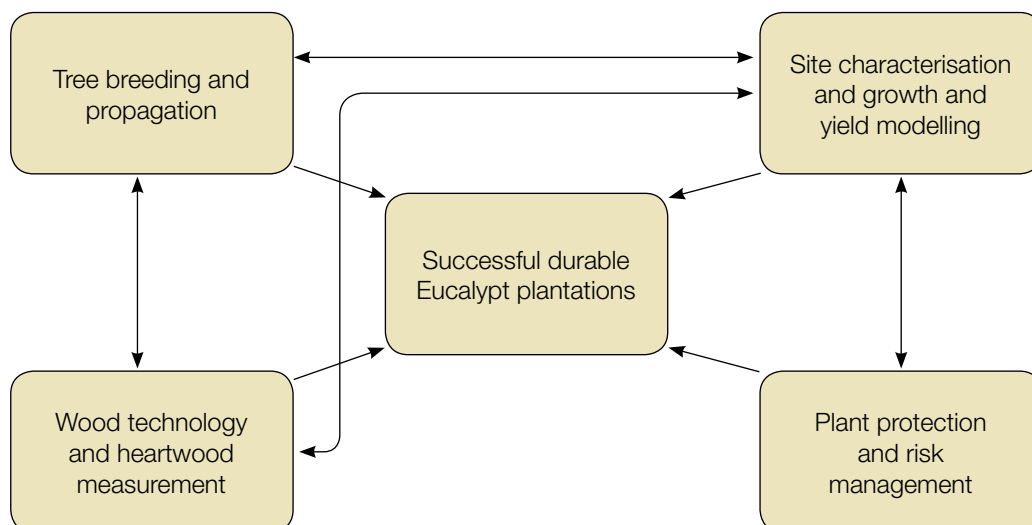 Tree breeding and
propagation
Site characterisation
and growth and
yield modelling
Successful durable
Eucalypt plantations
Wood technology
and heartwood
measurement
Plant protection
and risk
management